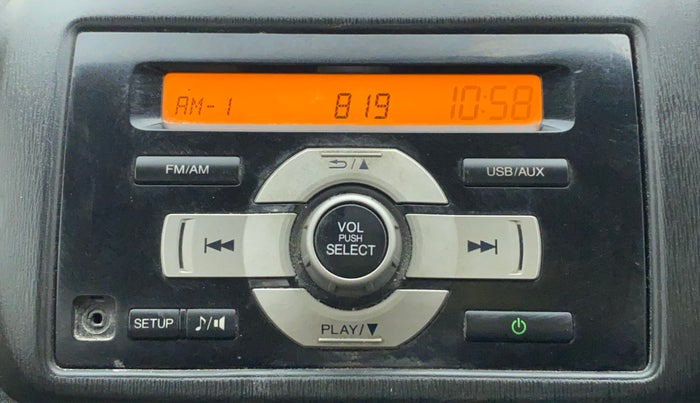 AM-1 819 10:58
FM/AM
USB/AUX
VOL
PUSH
SELECT
SETUP
PLAY/▼